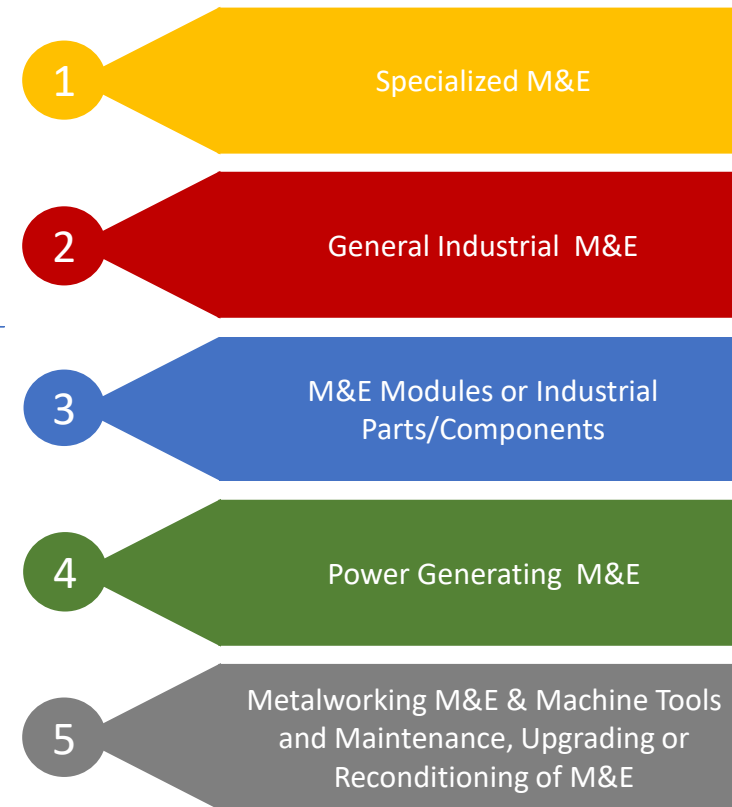 1
Specialized M&E
2
General Industrial M&E
3
M&E Modules or Industrial
Parts/Components
4
Power Generating M&E
5
Metalworking M&E & Machine Tools
and Maintenance, Upgrading or
Reconditioning of M&E